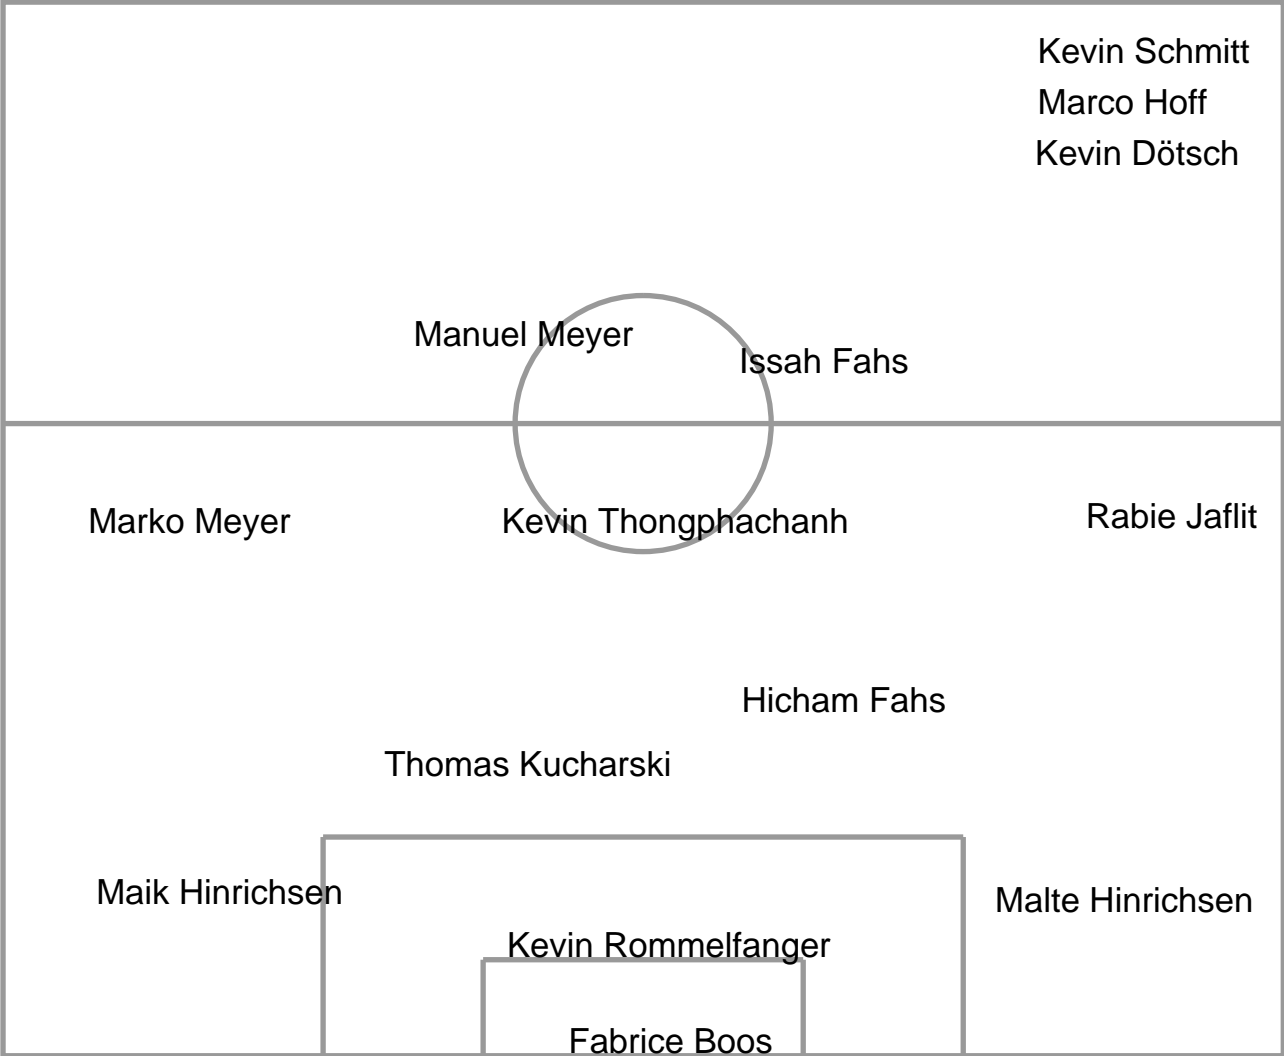 Kevin Schmitt
Marco Hoff
Kevin Dötsch
Manuel Meyer
Issah Fahs
Marko Meyer
Kevin Thongphachanh
Rabie Jaflit
Hicham Fahs
Thomas Kucharski
Maik Hinrichsen
Malte Hinrichsen
Kevin Rommelfanger
Fabrice Boos